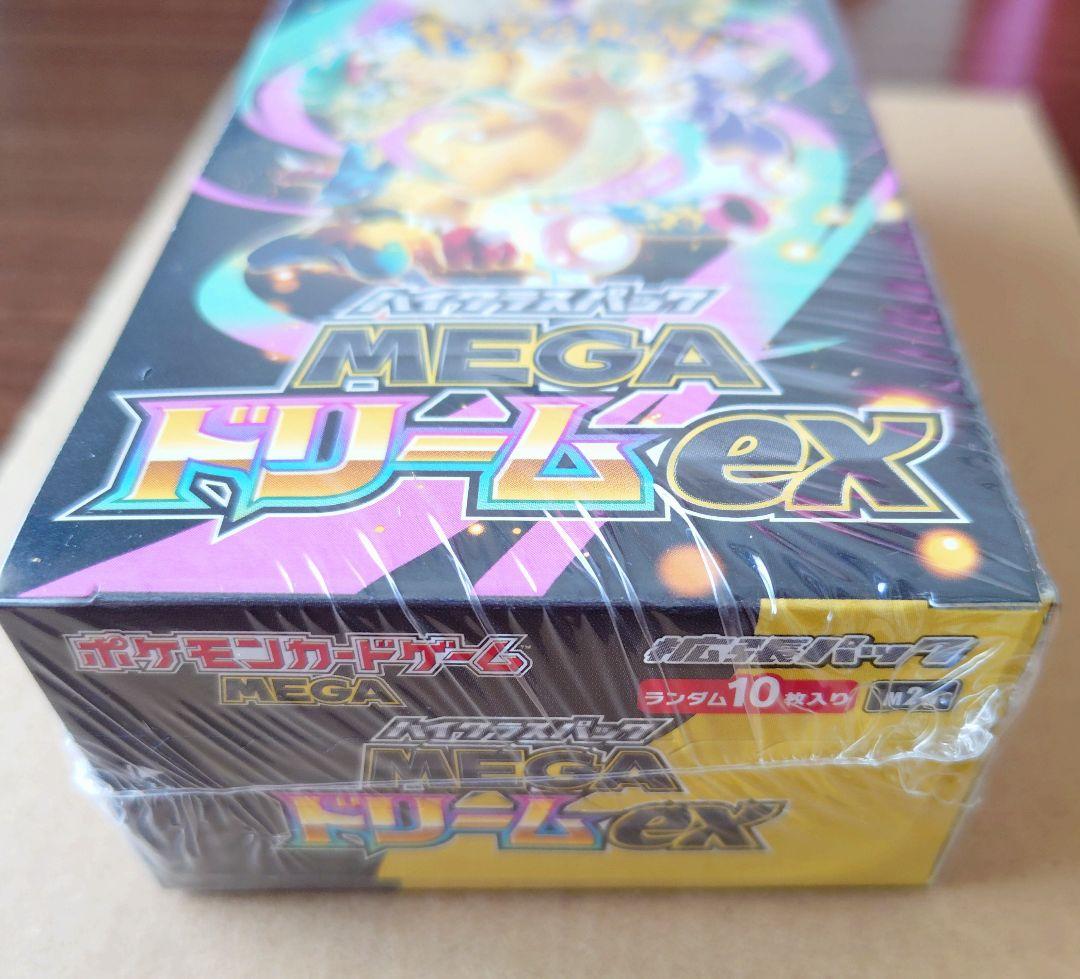 ハイクラスパック
MEGA
ドリームex
ポケモンカードゲーム
MEGA
拡張パック
ランダム10枚入り
ハイクラスパック
MEGA
ドリームex